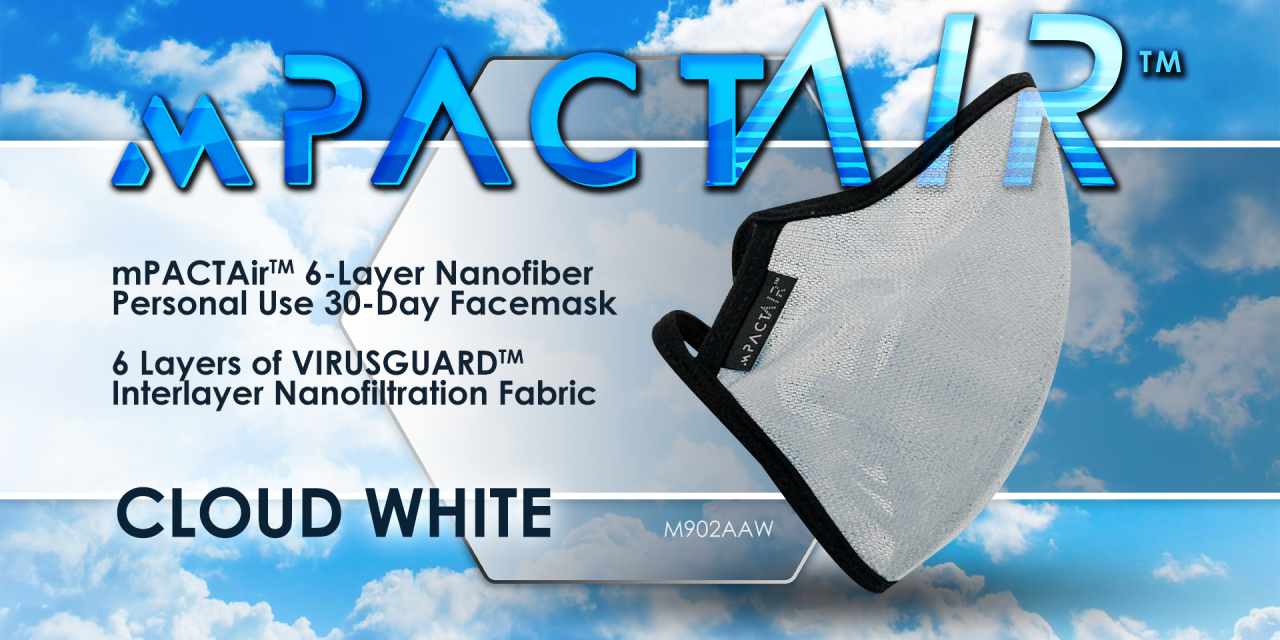 mPACTAIR™
mPACTAir™ 6-Layer Nanofiber
Personal Use 30-Day Facemask
6 Layers of VIRUSGUARD™
Interlayer Nanofiltration Fabric
mPACTAIR™
CLOUD WHITE
M902AAW